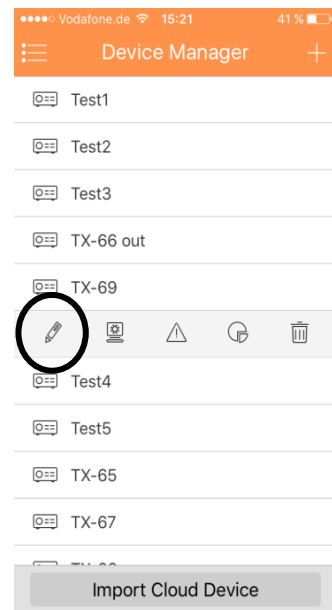 Vodafone.de 15:21 41 %
Device Manager
Test1
Test2
Test3
TX-66 out
TX-69
Test4
Test5
TX-65
TX-67
Import Cloud Device